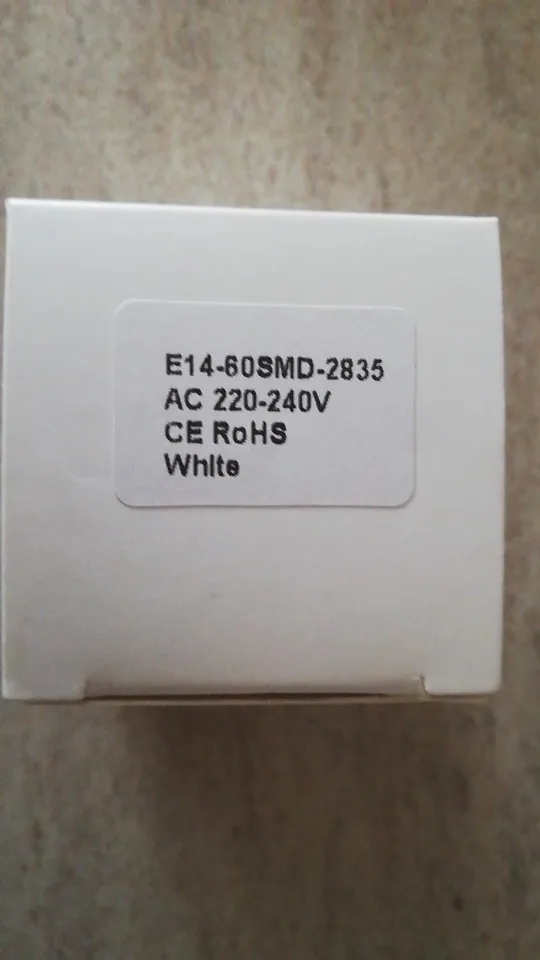 E14-60SMD-2835
AC 220-240V
CE RoHS
White